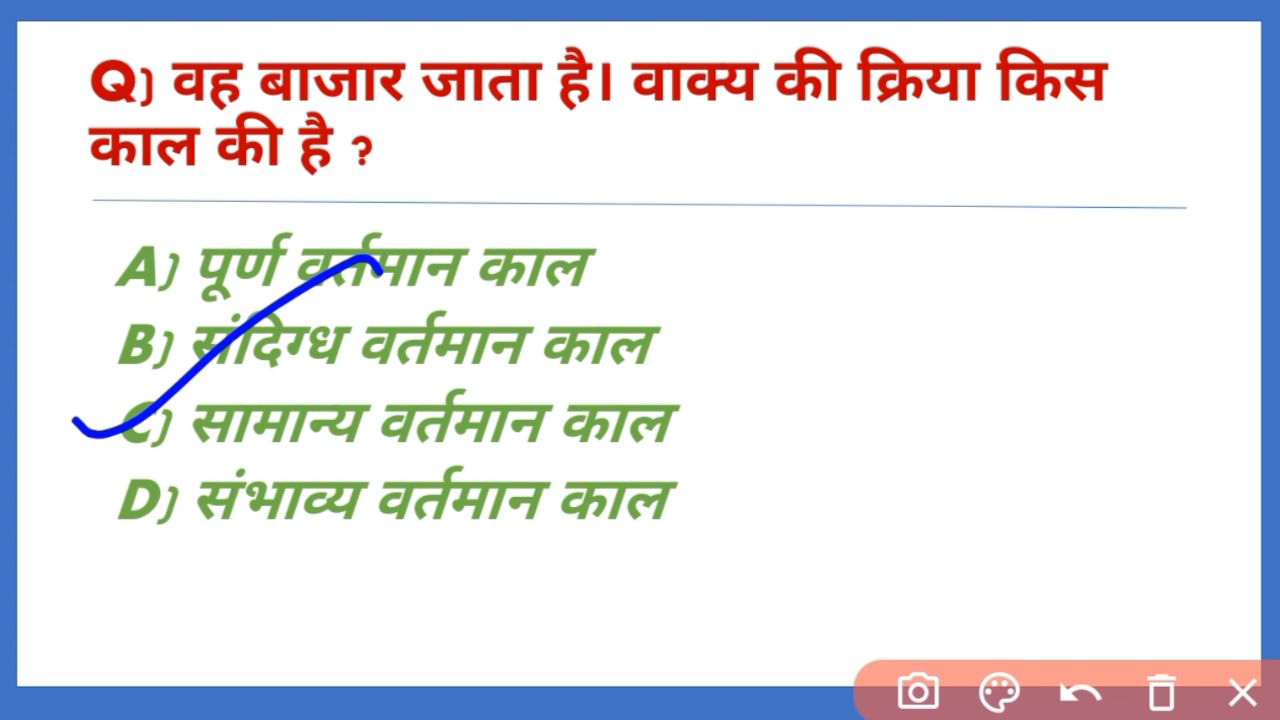 Q) वह बाजार जाता है। वाक्य की क्रिया किस
काल की है ?
A) पूर्ण वर्तमान काल
B) संदिग्ध वर्तमान काल
C) सामान्य वर्तमान काल
D) संभाव्य वर्तमान काल